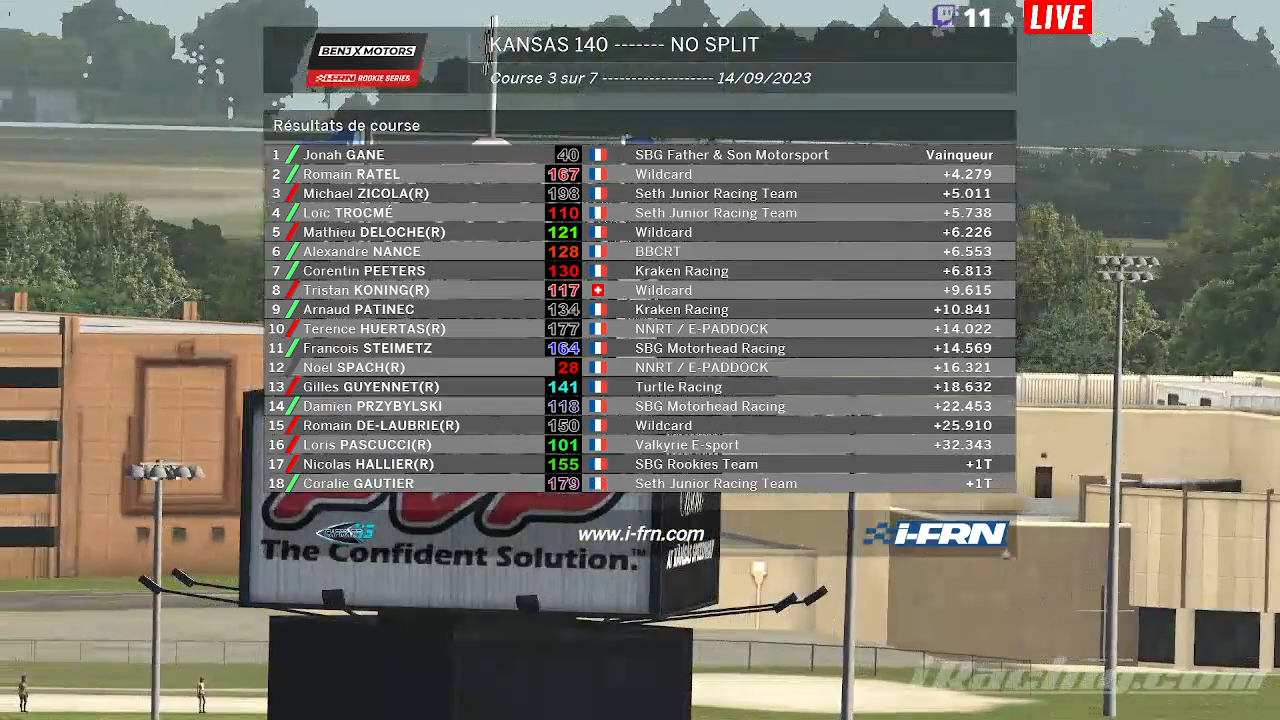 11
LIVE
BENJ X MOTORS
i-FRN ROOKIE SERIES
KANSAS 140 ------- NO SPLIT
Course 3 sur 7 ------------------- 14/09/2023
Résultats de course
1 Jonah GANE 40 SBG Father & Son Motorsport Vainqueur
2 Romain RATEL 167 Wildcard +4.279
3 Michael ZICOLA(R) 198 Seth Junior Racing Team +5.011
4 Loïc TROCMÉ 110 Seth Junior Racing Team +5.738
5 Mathieu DELOCHE(R) 121 Wildcard +6.226
6 Alexandre NANCE 128 BBCRT +6.553
7 Corentin PEETERS 130 Kraken Racing +6.813
8 Tristan KONING(R) 117 Wildcard +9.615
9 Arnaud PATINEC 134 Kraken Racing +10.841
10 Terence HUERTAS(R) 177 NNRT / E-PADDOCK +14.022
11 Francois STEIMETZ 164 SBG Motorhead Racing +14.569
12 Noel SPACH(R) 28 NNRT / E-PADDOCK +16.321
13 Gilles GUYENNET(R) 141 Turtle Racing +18.632
14 Damien PRZYBYLSKI 118 SBG Motorhead Racing +22.453
15 Romain DE-LAUBRIE(R) 150 Wildcard +25.910
16 Loris PASCUCCI(R) 101 Valkyrie E-sport +32.343
17 Nicolas HALLIER(R) 155 SBG Rookies Team +1T
18 Coralie GAUTIER 179 Seth Junior Racing Team +1T
www.i-frn.com
i-FRN
The Confident Solution.™
AT KANSAS SPEEDWAY
iRacing.com